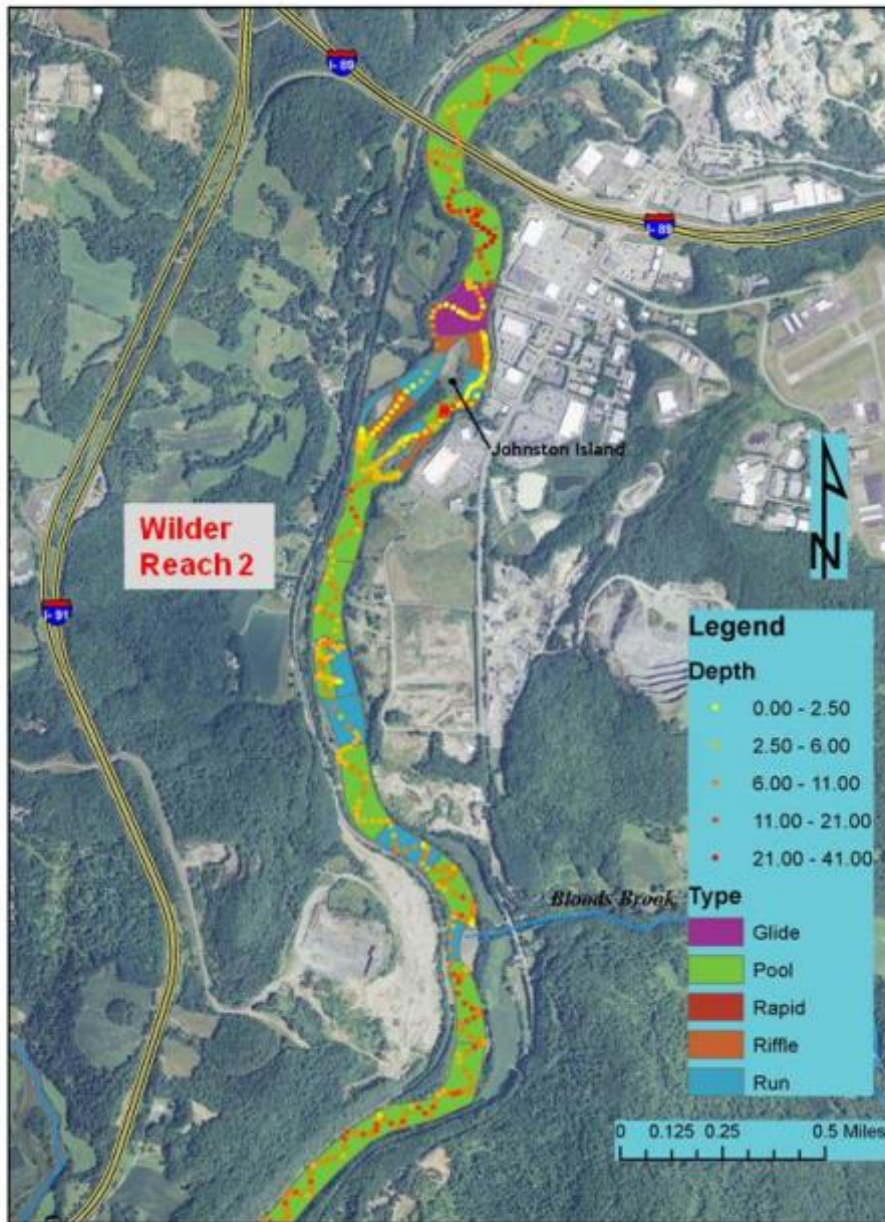 I- 89
I- 89
Johnston Island
Wilder
Reach 2
N
I- 91
Legend
Depth
0.00 - 2.50
2.50 - 6.00
6.00 - 11.00
11.00 - 21.00
21.00 - 41.00
Bloods Brook
Type
Glide
Pool
Rapid
Riffle
Run
0 0.125 0.25 0.5 Miles